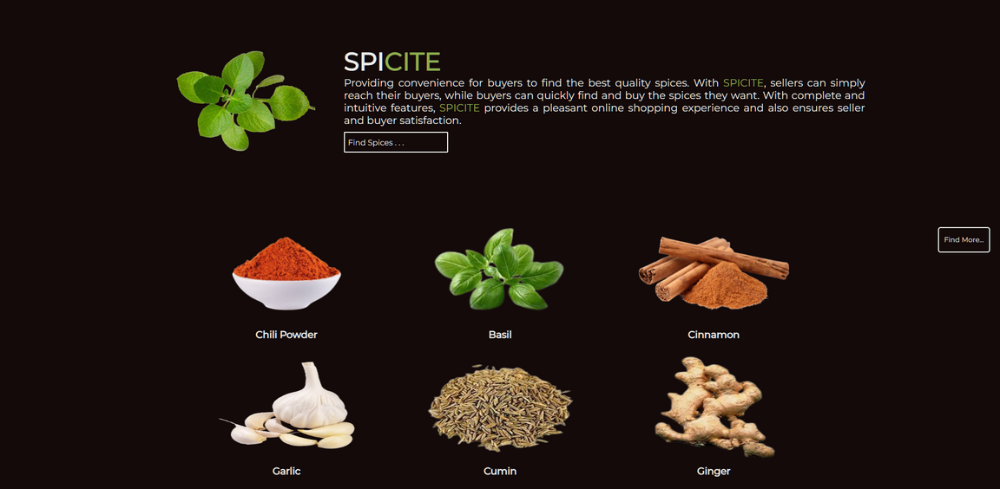 SPICITE
Providing convenience for buyers to find the best quality spices. With SPICITE, sellers can simply
reach their buyers, while buyers can quickly find and buy the spices they want. With complete and
intuitive features, SPICITE provides a pleasant online shopping experience and also ensures seller
and buyer satisfaction.
Find Spices . . .
Find More...
Chili Powder
Basil
Cinnamon
Garlic
Cumin
Ginger